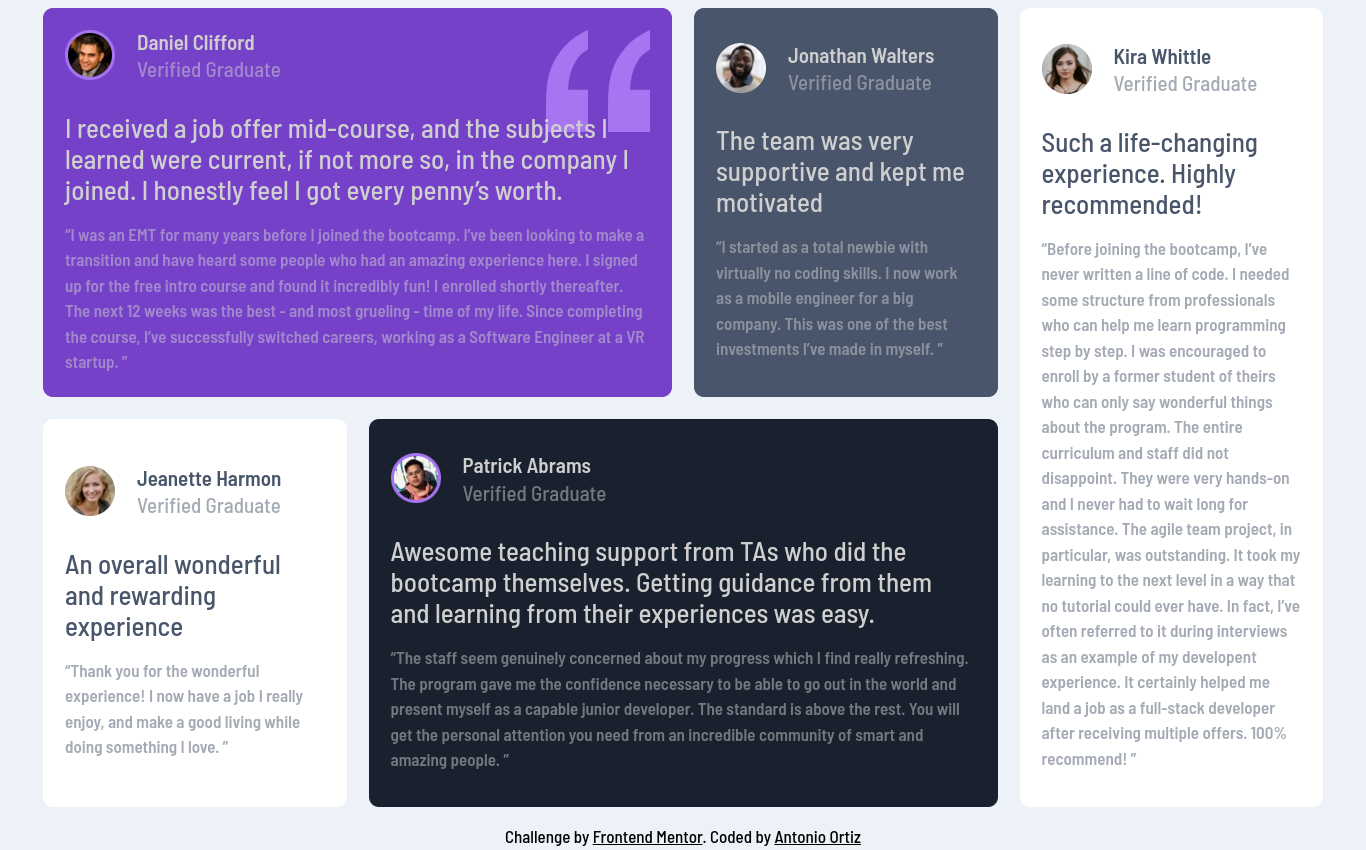 Daniel Clifford
Verified Graduate
I received a job offer mid-course, and the subjects I
learned were current, if not more so, in the company I
joined. I honestly feel I got every penny’s worth.
“I was an EMT for many years before I joined the bootcamp. I’ve been looking to make a
transition and have heard some people who had an amazing experience here. I signed
up for the free intro course and found it incredibly fun! I enrolled shortly thereafter.
The next 12 weeks was the best - and most grueling - time of my life. Since completing
the course, I’ve successfully switched careers, working as a Software Engineer at a VR
startup. ”
Jonathan Walters
Verified Graduate
The team was very
supportive and kept me
motivated
“I started as a total newbie with
virtually no coding skills. I now work
as a mobile engineer for a big
company. This was one of the best
investments I’ve made in myself. ”
Kira Whittle
Verified Graduate
Such a life-changing
experience. Highly
recommended!
“Before joining the bootcamp, I’ve
never written a line of code. I needed
some structure from professionals
who can help me learn programming
step by step. I was encouraged to
enroll by a former student of theirs
who can only say wonderful things
about the program. The entire
curriculum and staff did not
disappoint. They were very hands-on
and I never had to wait long for
assistance. The agile team project, in
particular, was outstanding. It took my
learning to the next level in a way that
no tutorial could ever have. In fact, I’ve
often referred to it during interviews
as an example of my developent
experience. It certainly helped me
land a job as a full-stack developer
after receiving multiple offers. 100%
recommend! ”
Jeanette Harmon
Verified Graduate
An overall wonderful
and rewarding
experience
“Thank you for the wonderful
experience! I now have a job I really
enjoy, and make a good living while
doing something I love. ”
Patrick Abrams
Verified Graduate
Awesome teaching support from TAs who did the
bootcamp themselves. Getting guidance from them
and learning from their experiences was easy.
“The staff seem genuinely concerned about my progress which I find really refreshing.
The program gave me the confidence necessary to be able to go out in the world and
present myself as a capable junior developer. The standard is above the rest. You will
get the personal attention you need from an incredible community of smart and
amazing people. ”
Challenge by Frontend Mentor. Coded by Antonio Ortiz